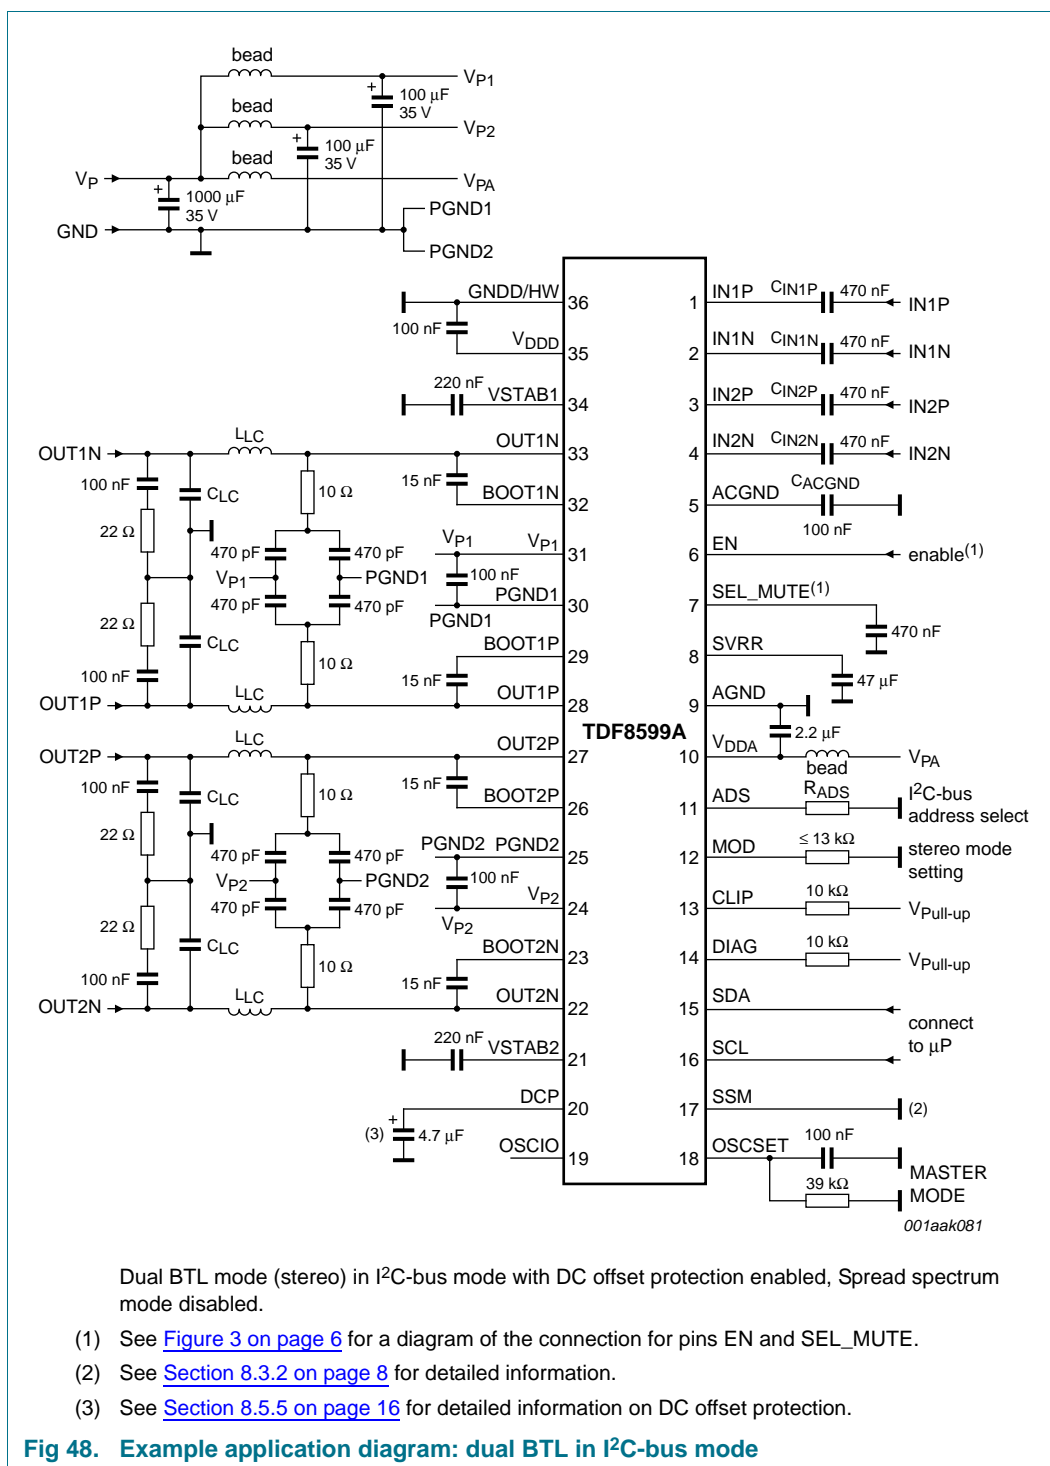 bead
VP1
100 µF
35 V
bead
VP2
100 µF
35 V
bead
VP
VPA
1000 µF
35 V
PGND1
GND
PGND2
GNDD/HW
36
100 nF
VDDD
35
220 nF
VSTAB1
34
LLC
OUT1N
OUT1N
33
100 nF
CLC
10 Ω
15 nF
BOOT1N
32
22 Ω
470 pF
470 pF
VP1
VP1
31
VP1
PGND1
100 nF
470 pF
470 pF
PGND1
30
PGND1
22 Ω
CLC
10 Ω
BOOT1P
29
100 nF
15 nF
LLC
OUT1P
OUT1P
28
TDF8599A
LLC
OUT2P
OUT2P
27
100 nF
CLC
10 Ω
15 nF
BOOT2P
26
22 Ω
470 pF
470 pF
PGND2
PGND2
25
VP2
PGND2
100 nF
470 pF
470 pF
VP2
24
VP2
22 Ω
CLC
10 Ω
BOOT2N
23
100 nF
15 nF
LLC
OUT2N
OUT2N
22
220 nF
VSTAB2
21
DCP
20
(3)
4.7 µF
OSCIO
19
1
IN1P
CIN1P
470 nF
IN1P
2
IN1N
CIN1N
470 nF
IN1N
3
IN2P
CIN2P
470 nF
IN2P
4
IN2N
CIN2N
470 nF
IN2N
5
ACGND
CACGND
100 nF
6
EN
enable(1)
7
SEL_MUTE(1)
470 nF
8
SVRR
47 µF
9
AGND
2.2 µF
10
VDDA
bead
VPA
11
ADS
RADS
I2C-bus
address select
12
MOD
≤ 13 kΩ
stereo mode
setting
13
CLIP
10 kΩ
VPull-up
14
DIAG
10 kΩ
VPull-up
15
SDA
connect
to µP
16
SCL
17
SSM
(2)
18
OSCSET
100 nF
39 kΩ
MASTER
MODE
001aak081
Dual BTL mode (stereo) in I2C-bus mode with DC offset protection enabled, Spread spectrum
mode disabled.
(1) See Figure 3 on page 6 for a diagram of the connection for pins EN and SEL_MUTE.
(2) See Section 8.3.2 on page 8 for detailed information.
(3) See Section 8.5.5 on page 16 for detailed information on DC offset protection.
Fig 48. Example application diagram: dual BTL in I2C-bus mode